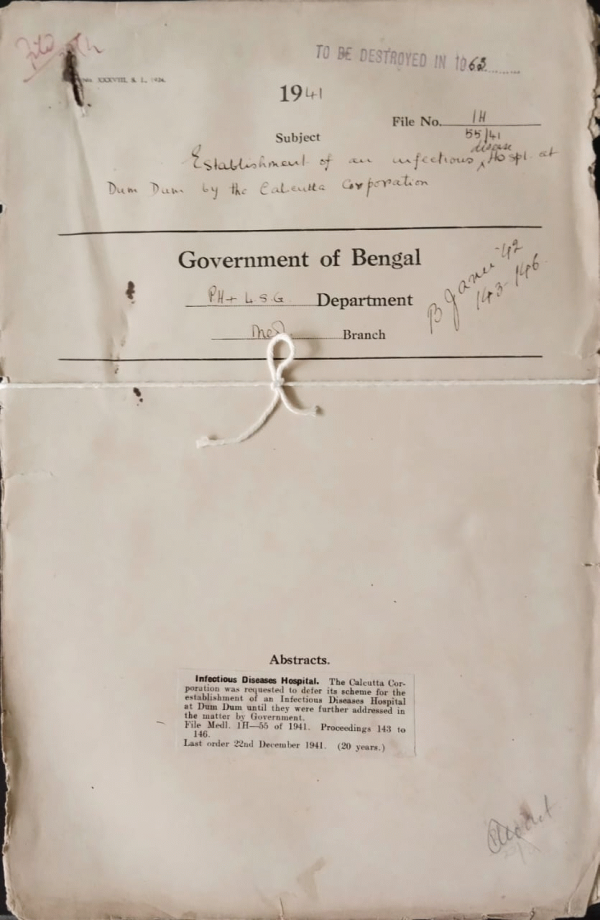 TO BE DESTROYED IN 1962
XXXVIII. S. L.
1941
File No. 1H
55/41
Subject
Establishment of an infectious disease Hospl. at
Dum Dum by the Calcutta Corporation
Government of Bengal
PH + L S G. Department
Med Branch
B Janu '42
143-146
Abstracts.
Infectious Diseases Hospital. The Calcutta Cor-
poration was requested to defer its scheme for the
establishment of an Infectious Diseases Hospital
at Dum Dum until they were further addressed in
the matter by Government.
File Medl. 1H—55 of 1941. Proceedings 143 to
146.
Last order 22nd December 1941. (20 years.)